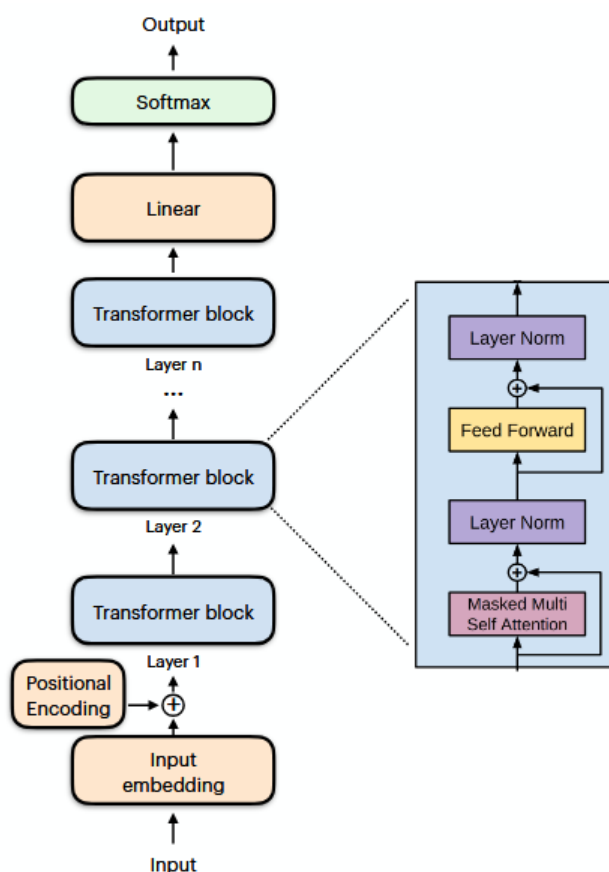 Output
Softmax
Linear
Transformer block
Layer n
...
Transformer block
Layer 2
Transformer block
Layer 1
Positional
Encoding
+
Input
embedding
Input
Layer Norm
+
Feed Forward
Layer Norm
+
Masked Multi
Self Attention